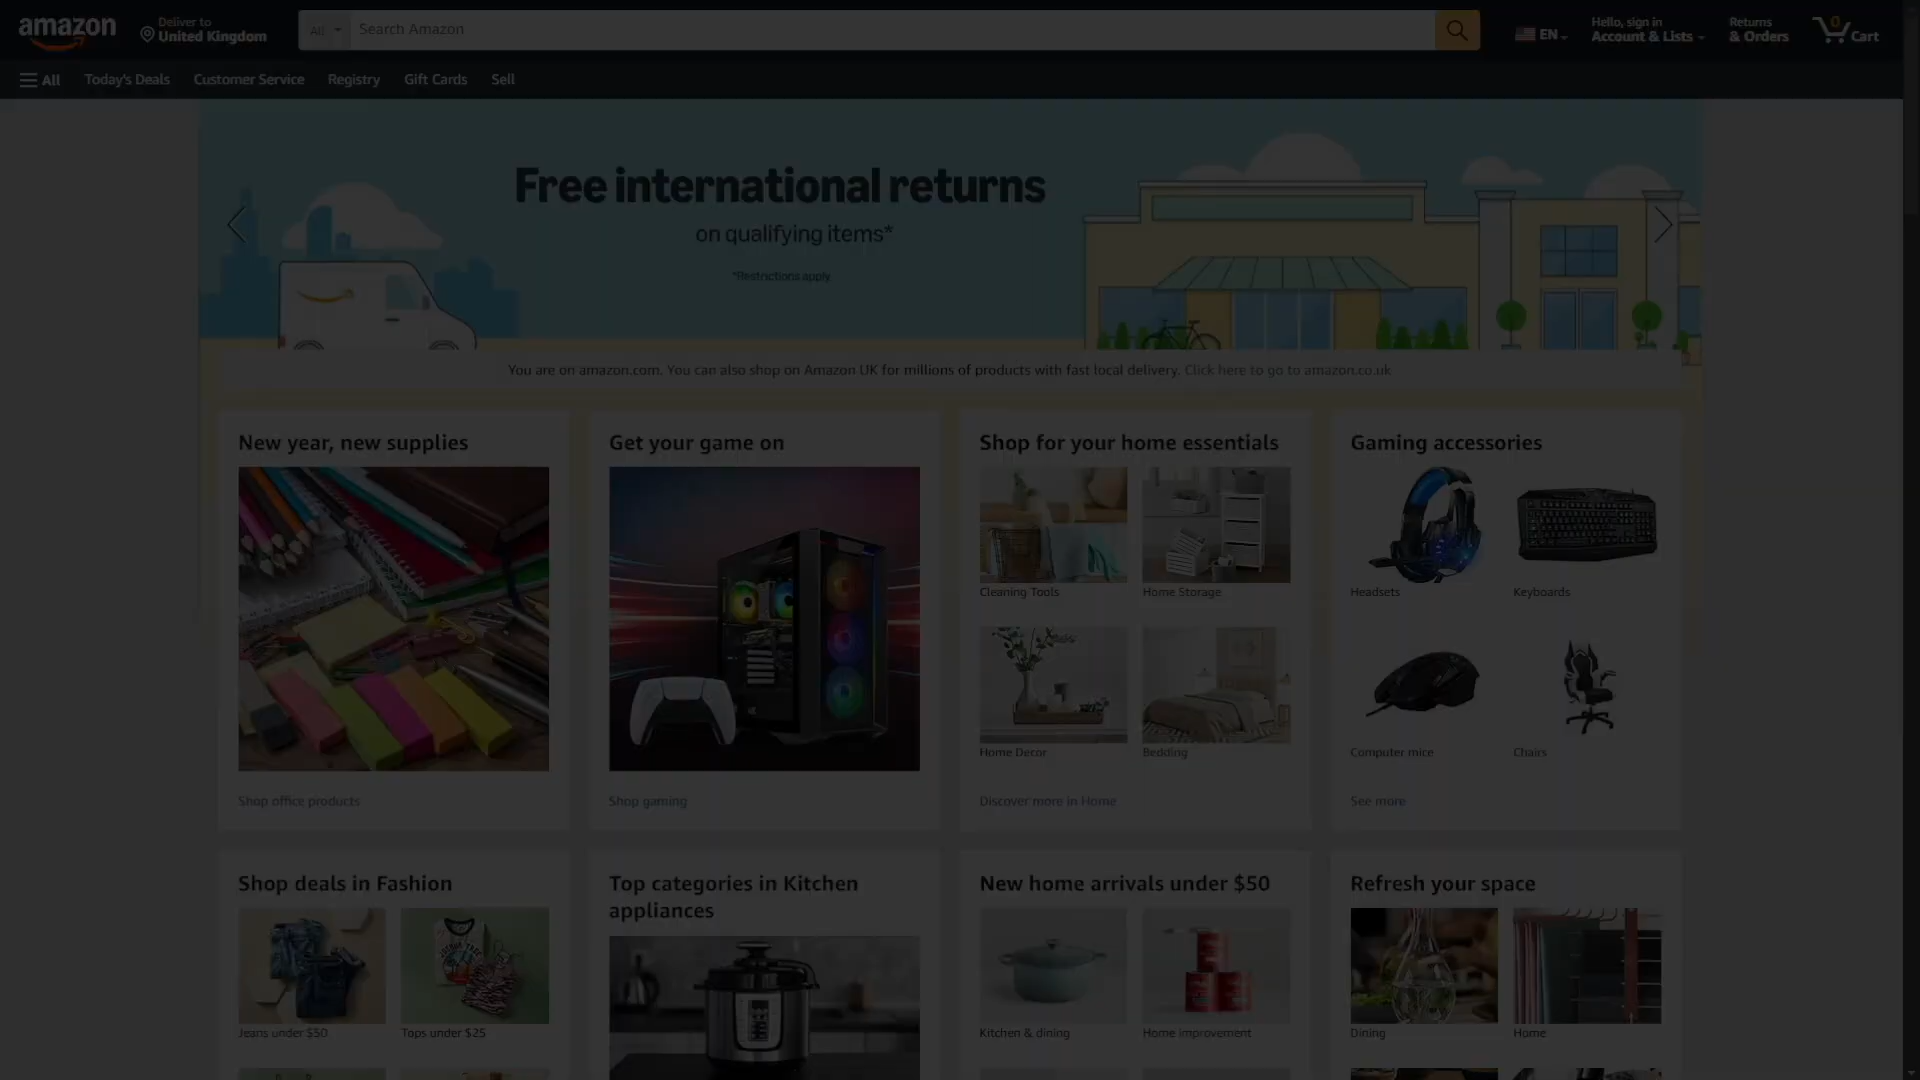 amazon
Deliver to
United Kingdom
All
Search Amazon
EN
Hello, sign in
Account & Lists
Returns
& Orders
0
Cart
All
Today's Deals
Customer Service
Registry
Gift Cards
Sell
Free international returns
on qualifying items*
*Restrictions apply
You are on amazon.com. You can also shop on Amazon UK for millions of products with fast local delivery. Click here to go to amazon.co.uk
New year, new supplies
Shop office products
Get your game on
Shop gaming
Shop for your home essentials
Cleaning Tools
Home Storage
Home Decor
Bedding
Discover more in Home
Gaming accessories
Headsets
Keyboards
Computer mice
Chairs
See more
Shop deals in Fashion
Jeans under $50
Tops under $25
Top categories in Kitchen
appliances
New home arrivals under $50
Kitchen & dining
Home improvement
Refresh your space
Dining
Home